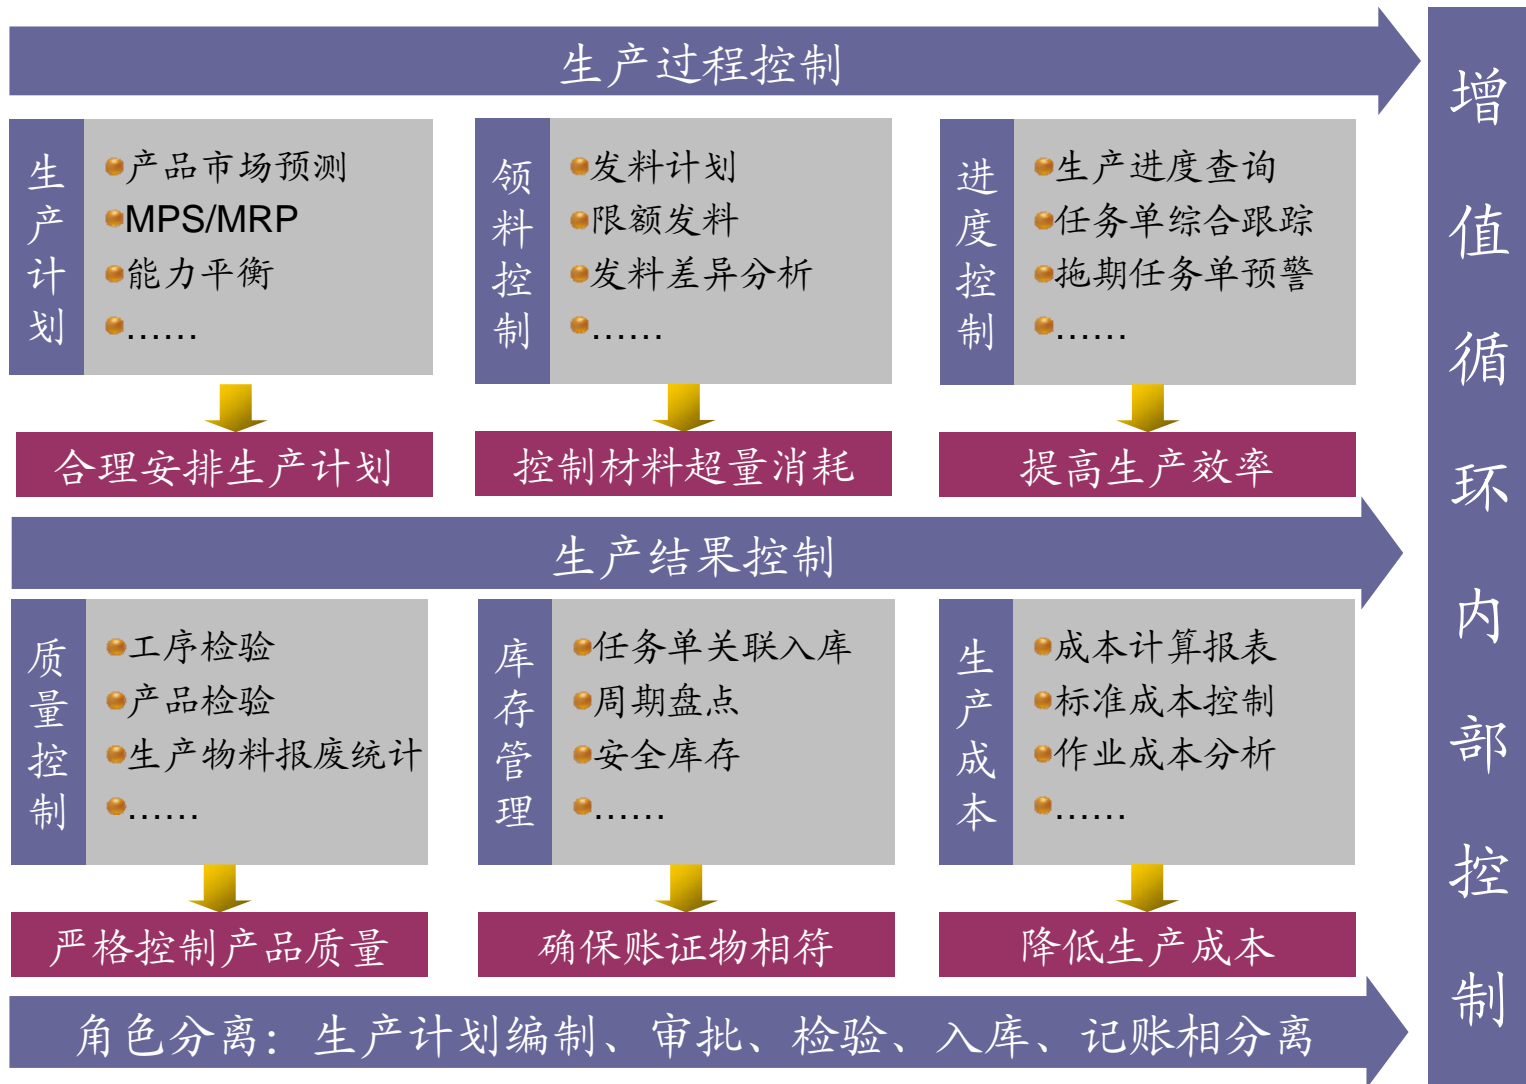 生产过程控制
生产计划
产品市场预测
MPS/MRP
能力平衡
……
合理安排生产计划
领料控制
发料计划
限额发料
发料差异分析
……
控制材料超量消耗
进度控制
生产进度查询
任务单综合跟踪
拖期任务单预警
……
提高生产效率
生产结果控制
质量控制
工序检验
产品检验
生产物料报废统计
……
严格控制产品质量
库存管理
任务单关联入库
周期盘点
安全库存
……
确保账证物相符
生产成本
成本计算报表
标准成本控制
作业成本分析
……
降低生产成本
角色分离：生产计划编制、审批、检验、入库、记账相分离
增值循环内部控制